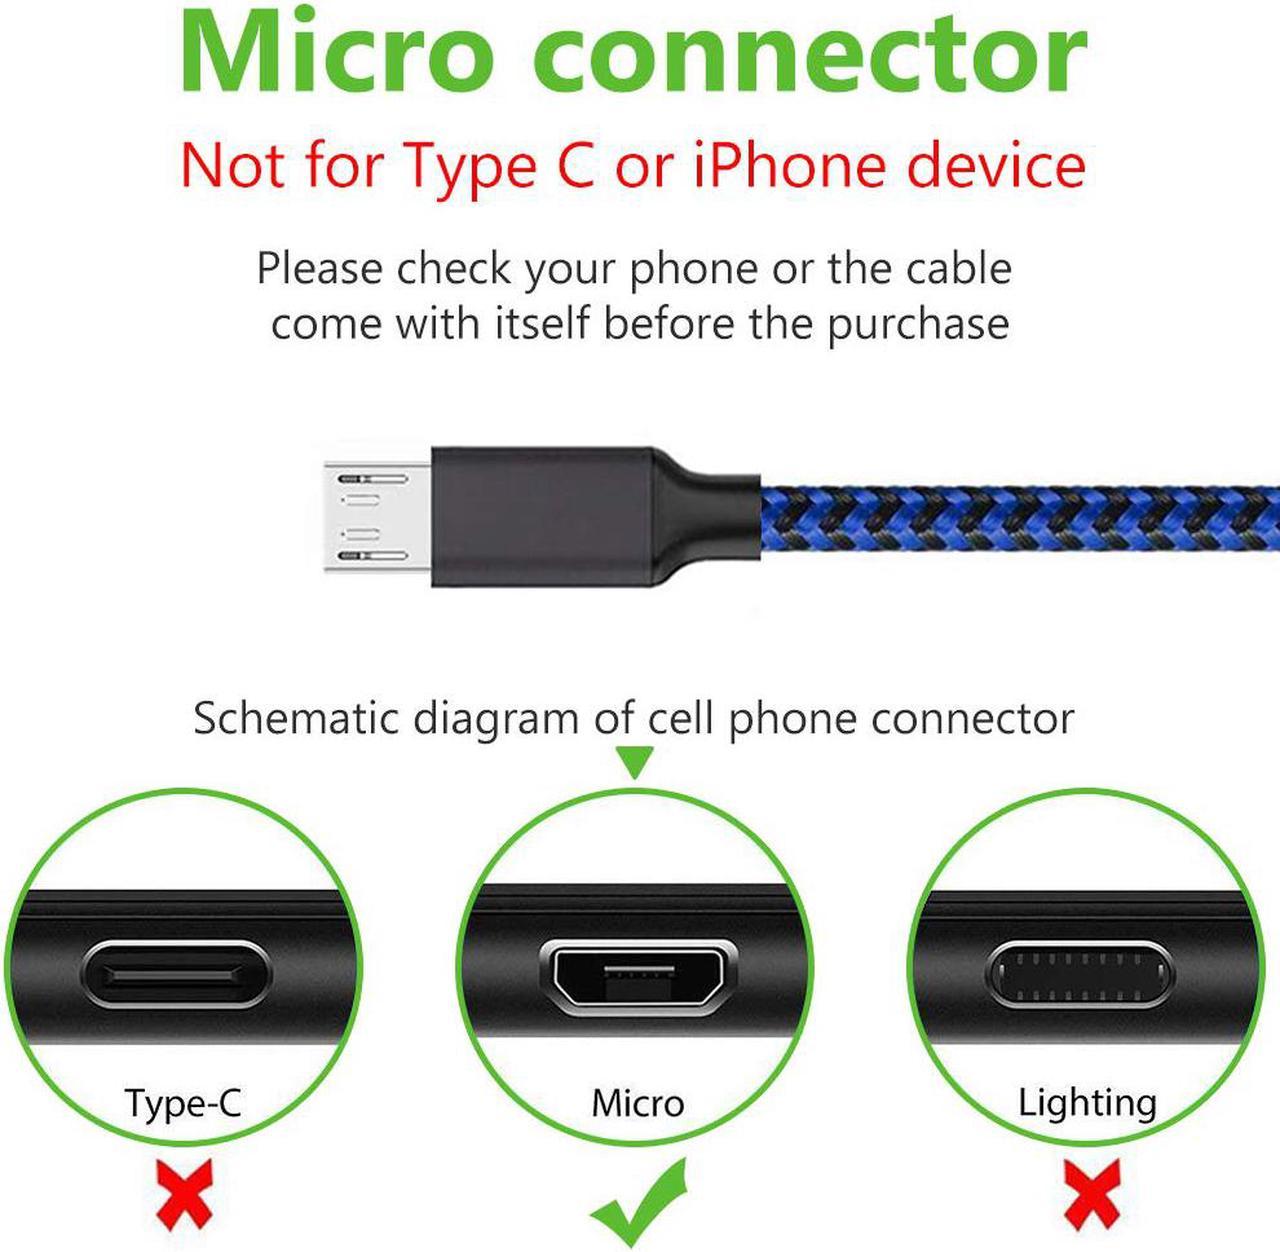 Micro connector
Not for Type C or iPhone device
Please check your phone or the cable
come with itself before the purchase
Schematic diagram of cell phone connector
Type-C
Micro
Lighting